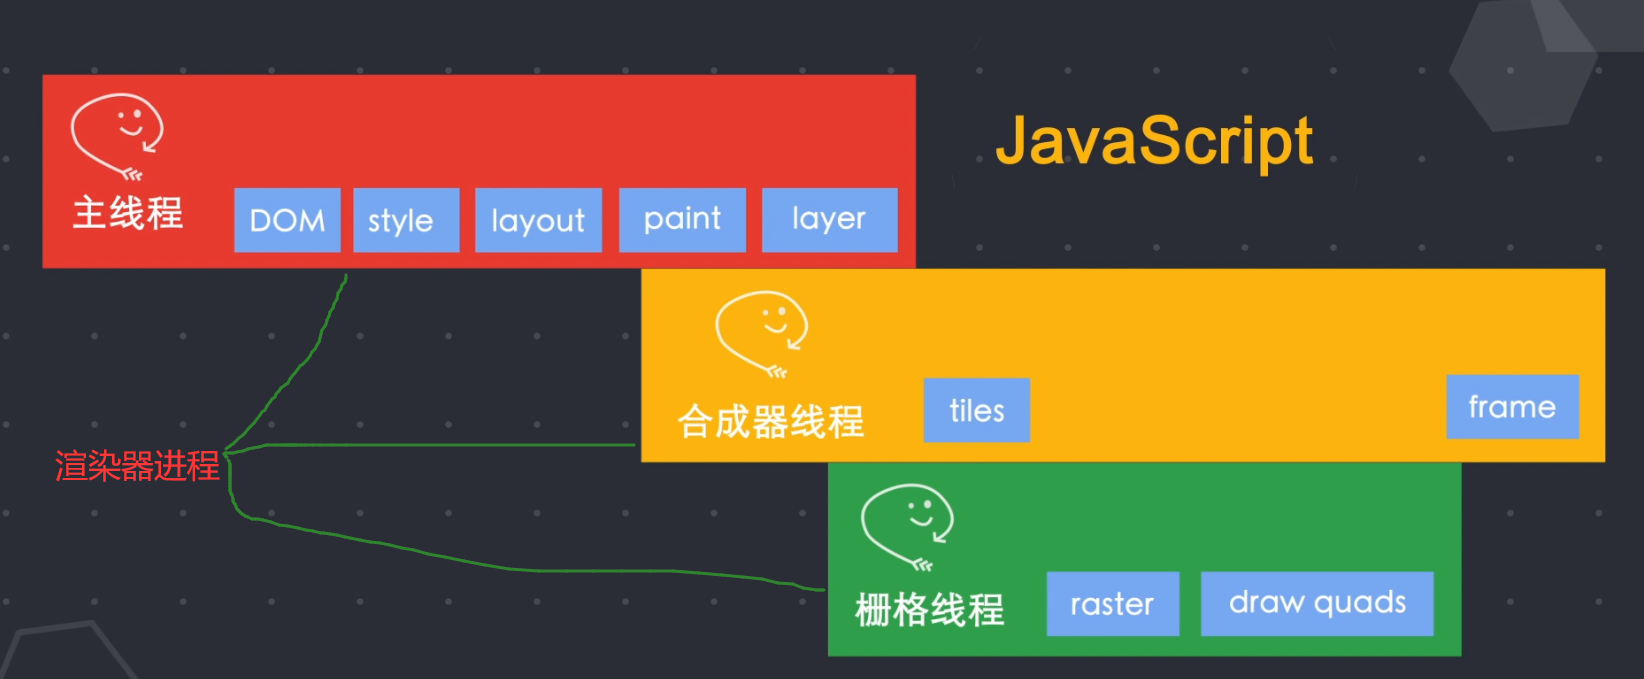 JavaScript
主线程
DOM
style
layout
paint
layer
合成器线程
tiles
frame
渲染器进程
栅格线程
raster
draw quads